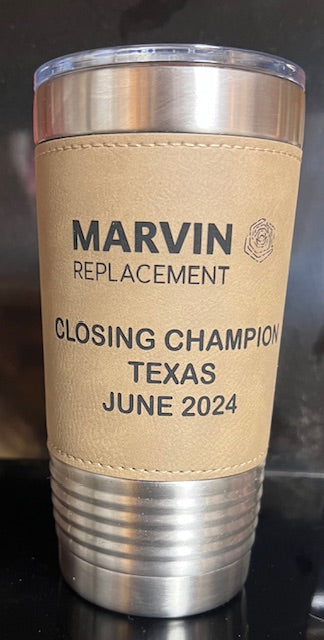 MARVIN
REPLACEMENT
CLOSING CHAMPION
TEXAS
JUNE 2024